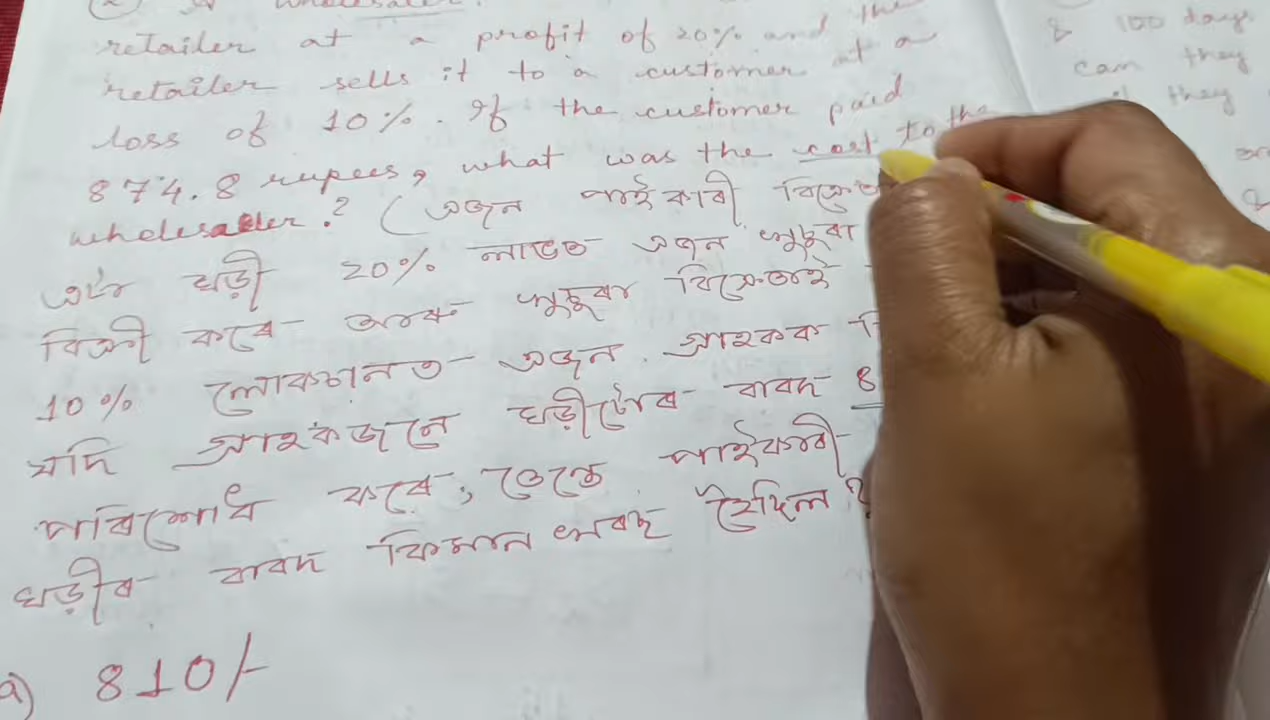 wholesaler
retailer at a profit of 20% and the
retailer sells it to a customer at a
loss of 10%. If the customer paid
874.8 rupees, what was the cost to the
wholesaler? (এজন পাইকাৰী
এটা ঘড়ী 20% লাভত এজন খুচুৰা
বিক্ৰী কৰে আৰু খুচুৰা বিক্ৰেতাই
10% লোকচানত এজন গ্ৰাহকক
যদি গ্ৰাহকজনে ঘড়ীটোৰ বাবদ 8
পৰিশোধ কৰে, তেন্তে পাইকাৰী
ঘড়ীৰ বাবদ কিমান খৰছ হৈছিল?
a) 810/-
& 100 days
can they
they